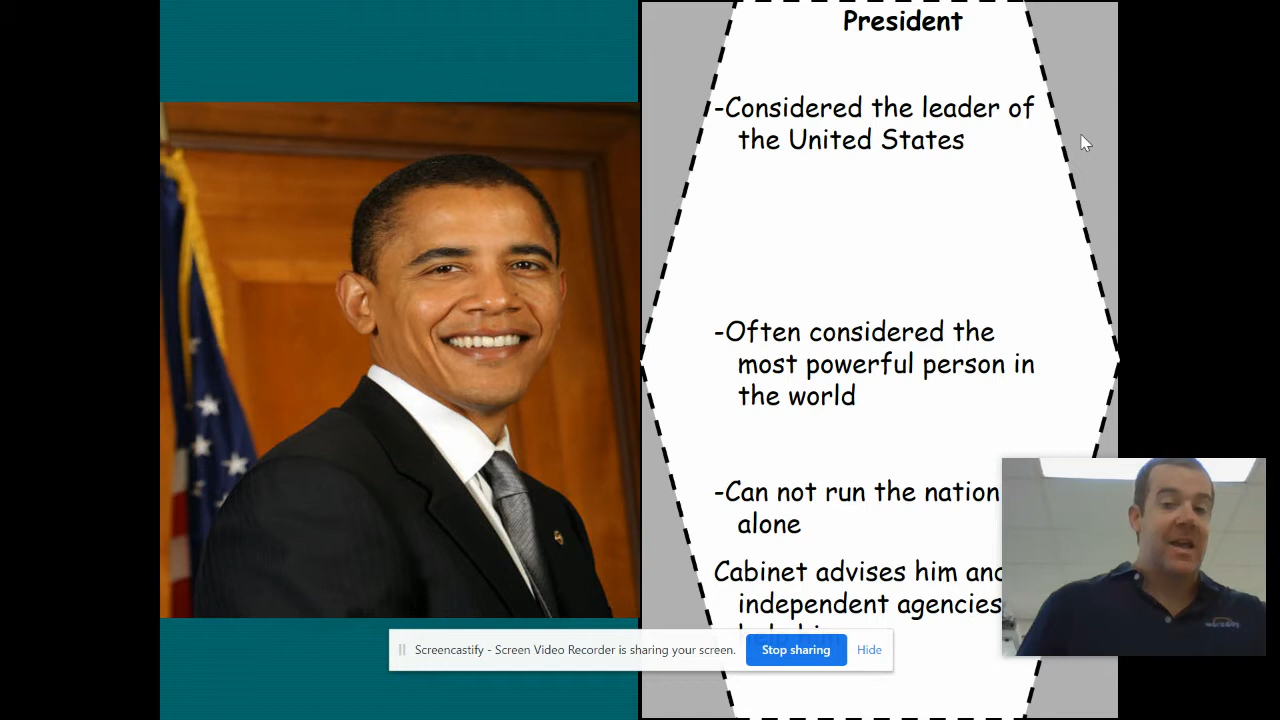 President
-Considered the leader of
the United States
-Often considered the
most powerful person in
the world
-Can not run the nation
alone
Cabinet advises him and
independent agencies
Screencastify - Screen Video Recorder is sharing your screen.
Stop sharing
Hide